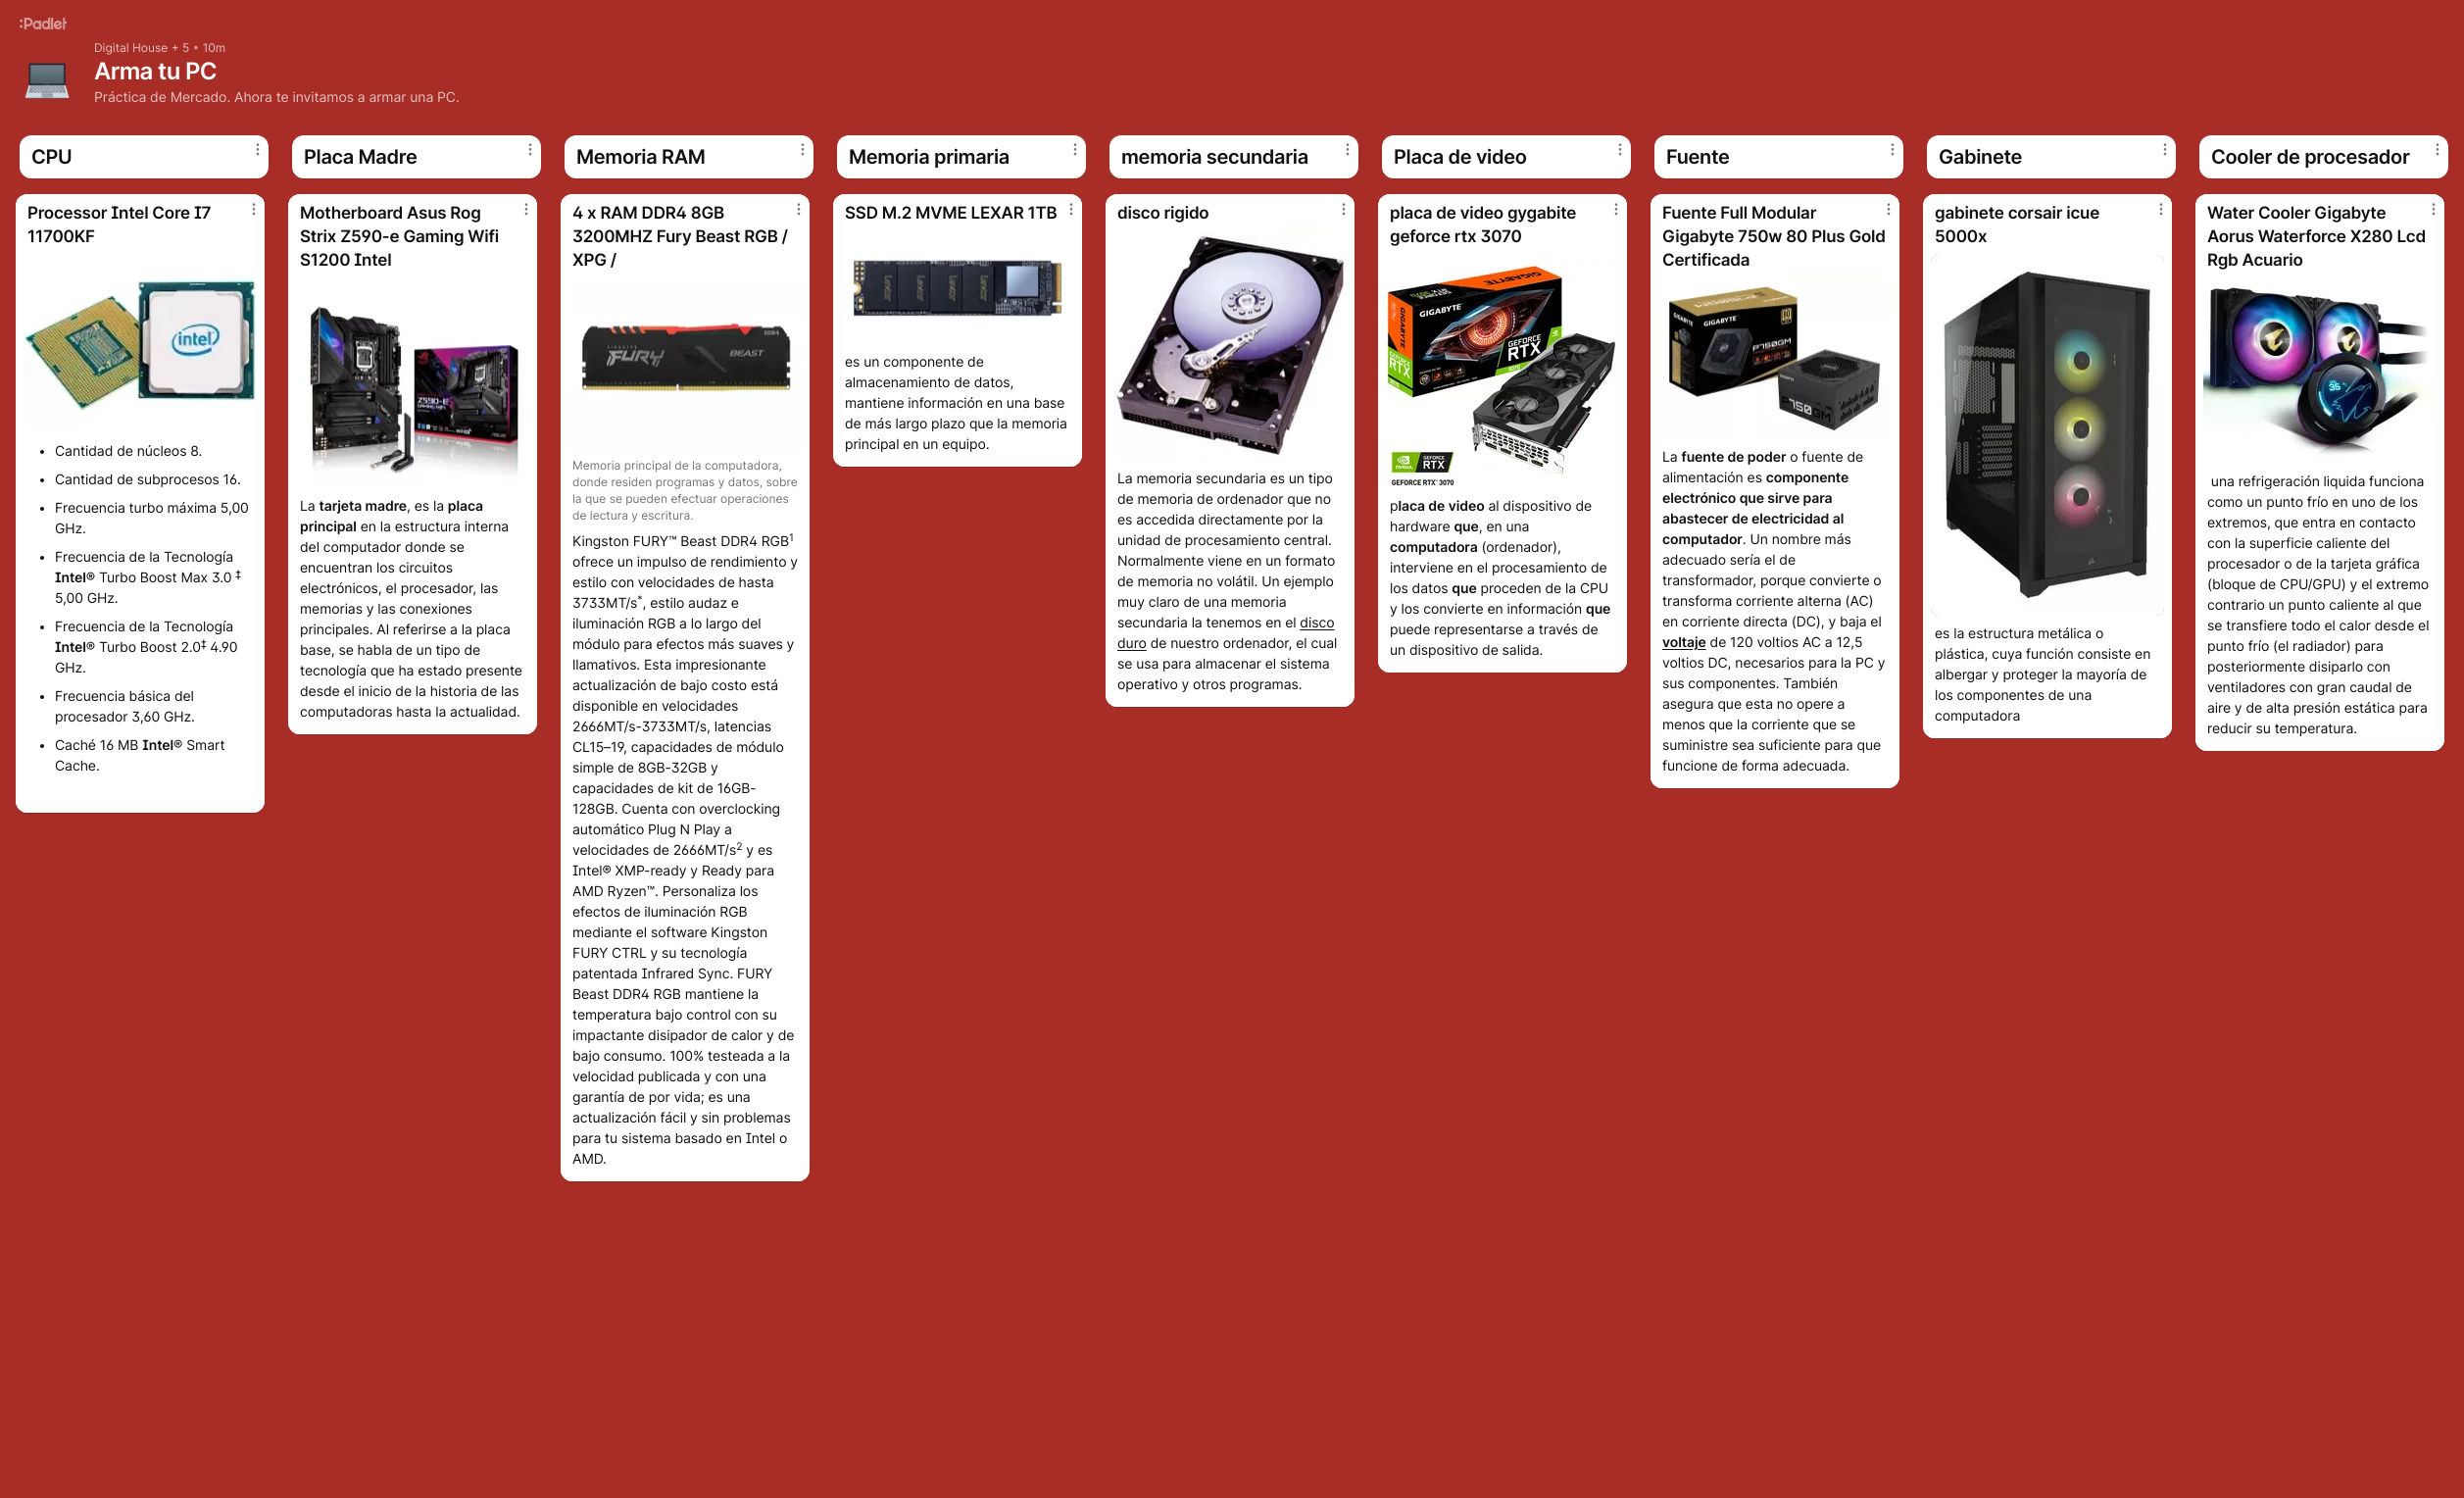 :Padlet
Digital House + 5 • 10m
Arma tu PC
Práctica de Mercado. Ahora te invitamos a armar una PC.
CPU
Processor Intel Core I7
11700KF
intel
Cantidad de núcleos 8.
Cantidad de subprocesos 16.
Frecuencia turbo máxima 5,00
GHz.
Frecuencia de la Tecnología
Intel® Turbo Boost Max 3.0 ‡
5,00 GHz.
Frecuencia de la Tecnología
Intel® Turbo Boost 2.0‡ 4.90
GHz.
Frecuencia básica del
procesador 3,60 GHz.
Caché 16 MB Intel® Smart
Cache.
Placa Madre
Motherboard Asus Rog
Strix Z590-e Gaming Wifi
S1200 Intel
Z590-E
La tarjeta madre, es la placa
principal en la estructura interna
del computador donde se
encuentran los circuitos
electrónicos, el procesador, las
memorias y las conexiones
principales. Al referirse a la placa
base, se habla de un tipo de
tecnología que ha estado presente
desde el inicio de la historia de las
computadoras hasta la actualidad.
Memoria RAM
4 x RAM DDR4 8GB
3200MHZ Fury Beast RGB /
XPG /
FURY
BEAST
DDR4
Memoria principal de la computadora,
donde residen programas y datos, sobre
la que se pueden efectuar operaciones
de lectura y escritura.
Kingston FURY™ Beast DDR4 RGB1
ofrece un impulso de rendimiento y
estilo con velocidades de hasta
3733MT/s*, estilo audaz e
iluminación RGB a lo largo del
módulo para efectos más suaves y
llamativos. Esta impresionante
actualización de bajo costo está
disponible en velocidades
2666MT/s-3733MT/s, latencias
CL15–19, capacidades de módulo
simple de 8GB-32GB y
capacidades de kit de 16GB-
128GB. Cuenta con overclocking
automático Plug N Play a
velocidades de 2666MT/s2 y es
Intel® XMP-ready y Ready para
AMD Ryzen™. Personaliza los
efectos de iluminación RGB
mediante el software Kingston
FURY CTRL y su tecnología
patentada Infrared Sync. FURY
Beast DDR4 RGB mantiene la
temperatura bajo control con su
impactante disipador de calor y de
bajo consumo. 100% testeada a la
velocidad publicada y con una
garantía de por vida; es una
actualización fácil y sin problemas
para tu sistema basado en Intel o
AMD.
Memoria primaria
SSD M.2 MVME LEXAR 1TB
es un componente de
almacenamiento de datos,
mantiene información en una base
de más largo plazo que la memoria
principal en un equipo.
memoria secundaria
disco rigido
La memoria secundaria es un tipo
de memoria de ordenador que no
es accedida directamente por la
unidad de procesamiento central.
Normalmente viene en un formato
de memoria no volátil. Un ejemplo
muy claro de una memoria
secundaria la tenemos en el disco
duro de nuestro ordenador, el cual
se usa para almacenar el sistema
operativo y otros programas.
Placa de video
placa de video gygabite
geforce rtx 3070
GIGABYTE
GIGABYTE
GIGABYTE
GEFORCE
RTX
GEFORCE
RTX
GEFORCE RTX 3070
placa de video al dispositivo de
hardware que, en una
computadora (ordenador),
interviene en el procesamiento de
los datos que proceden de la CPU
y los convierte en información que
puede representarse a través de
un dispositivo de salida.
Fuente
Fuente Full Modular
Gigabyte 750w 80 Plus Gold
Certificada
GIGABYTE
GIGABYTE
P750GM
P750GM
La fuente de poder o fuente de
alimentación es componente
electrónico que sirve para
abastecer de electricidad al
computador. Un nombre más
adecuado sería el de
transformador, porque convierte o
transforma corriente alterna (AC)
en corriente directa (DC), y baja el
voltaje de 120 voltios AC a 12,5
voltios DC, necesarios para la PC y
sus componentes. También
asegura que esta no opere a
menos que la corriente que se
suministre sea suficiente para que
funcione de forma adecuada.
Gabinete
gabinete corsair icue
5000x
es la estructura metálica o
plástica, cuya función consiste en
albergar y proteger la mayoría de
los componentes de una
computadora
Cooler de procesador
Water Cooler Gigabyte
Aorus Waterforce X280 Lcd
Rgb Acuario
35
una refrigeración liquida funciona
como un punto frío en uno de los
extremos, que entra en contacto
con la superficie caliente del
procesador o de la tarjeta gráfica
(bloque de CPU/GPU) y el extremo
contrario un punto caliente al que
se transfiere todo el calor desde el
punto frío (el radiador) para
posteriormente disiparlo con
ventiladores con gran caudal de
aire y de alta presión estática para
reducir su temperatura.